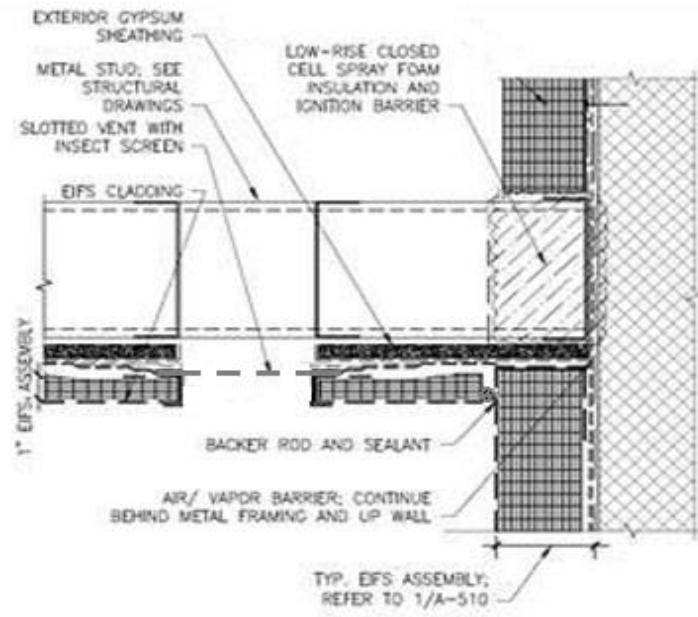 EXTERIOR GYPSUM
SHEATHING
METAL STUD; SEE
STRUCTURAL
DRAWINGS
SLOTTED VENT WITH
INSECT SCREEN
EIFS CLADDING
LOW-RISE CLOSED
CELL SPRAY FOAM
INSULATION AND
IGNITION BARRIER
1" EIFS ASSEMBLY
BACKER ROD AND SEALANT
AIR/ VAPOR BARRIER; CONTINUE
BEHIND METAL FRAMING AND UP WALL
TYP. EIFS ASSEMBLY;
REFER TO 1/A-510